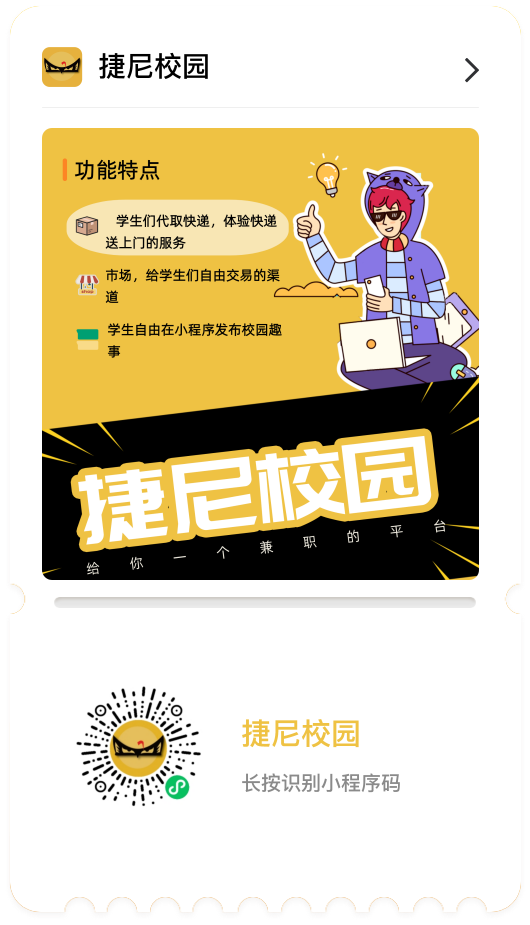 捷尼校园
功能特点
学生们代取快递，体验快递
送上门的服务
市场，给学生们自由交易的渠
道
学生自由在小程序发布校园趣
事
捷尼校园
给你一个兼职的平台
捷尼校园
长按识别小程序码